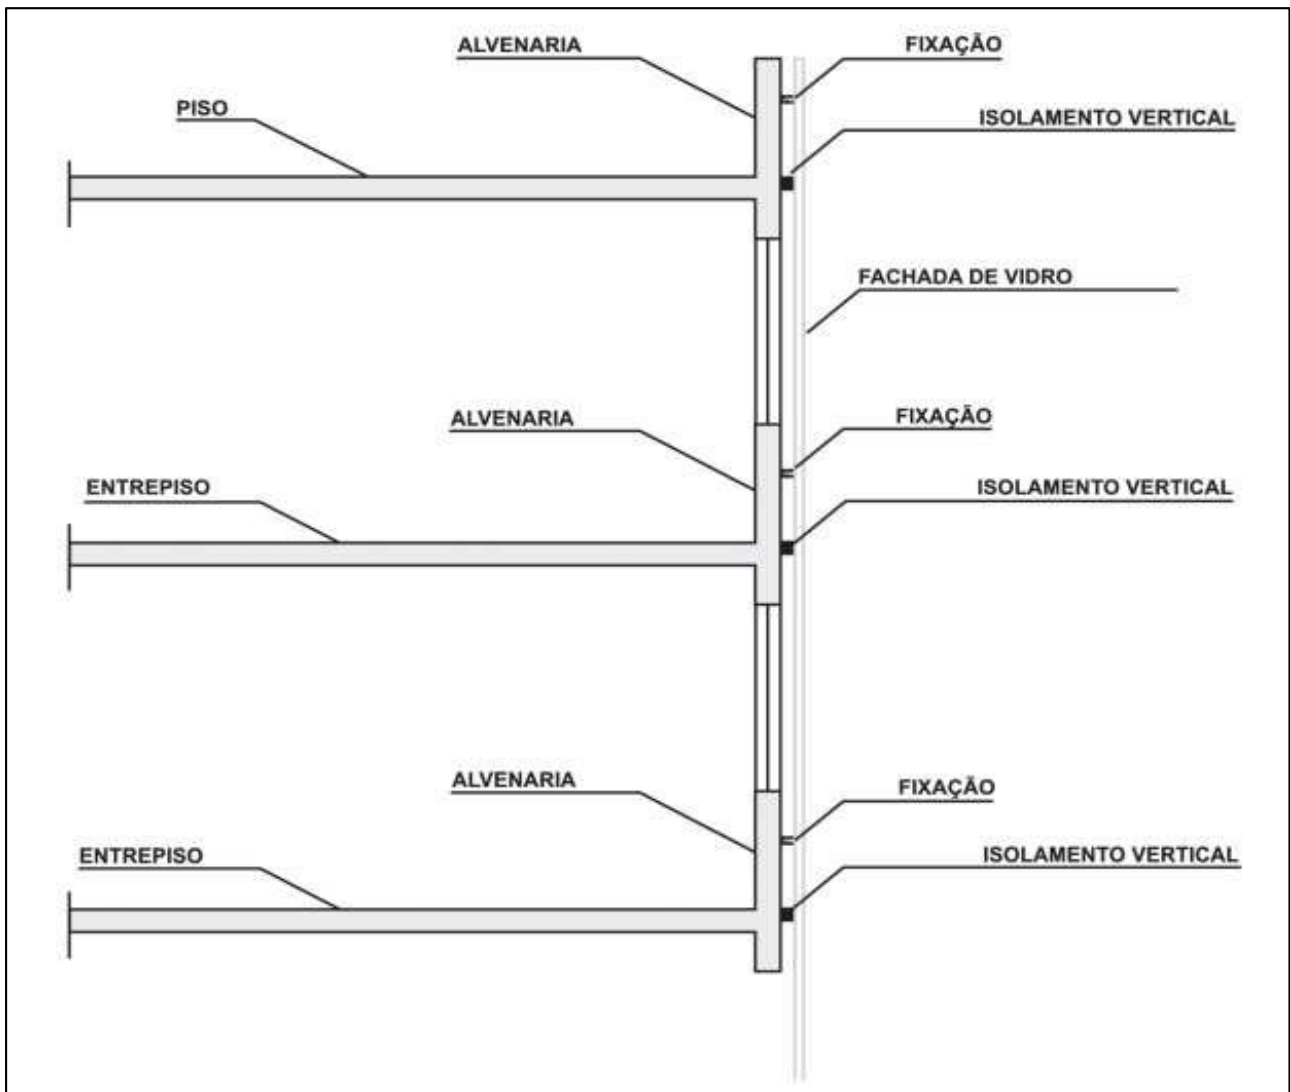 ALVENARIA
FIXAÇÃO
PISO
ISOLAMENTO VERTICAL
FACHADA DE VIDRO
ALVENARIA
FIXAÇÃO
ENTREPISO
ISOLAMENTO VERTICAL
ALVENARIA
FIXAÇÃO
ENTREPISO
ISOLAMENTO VERTICAL